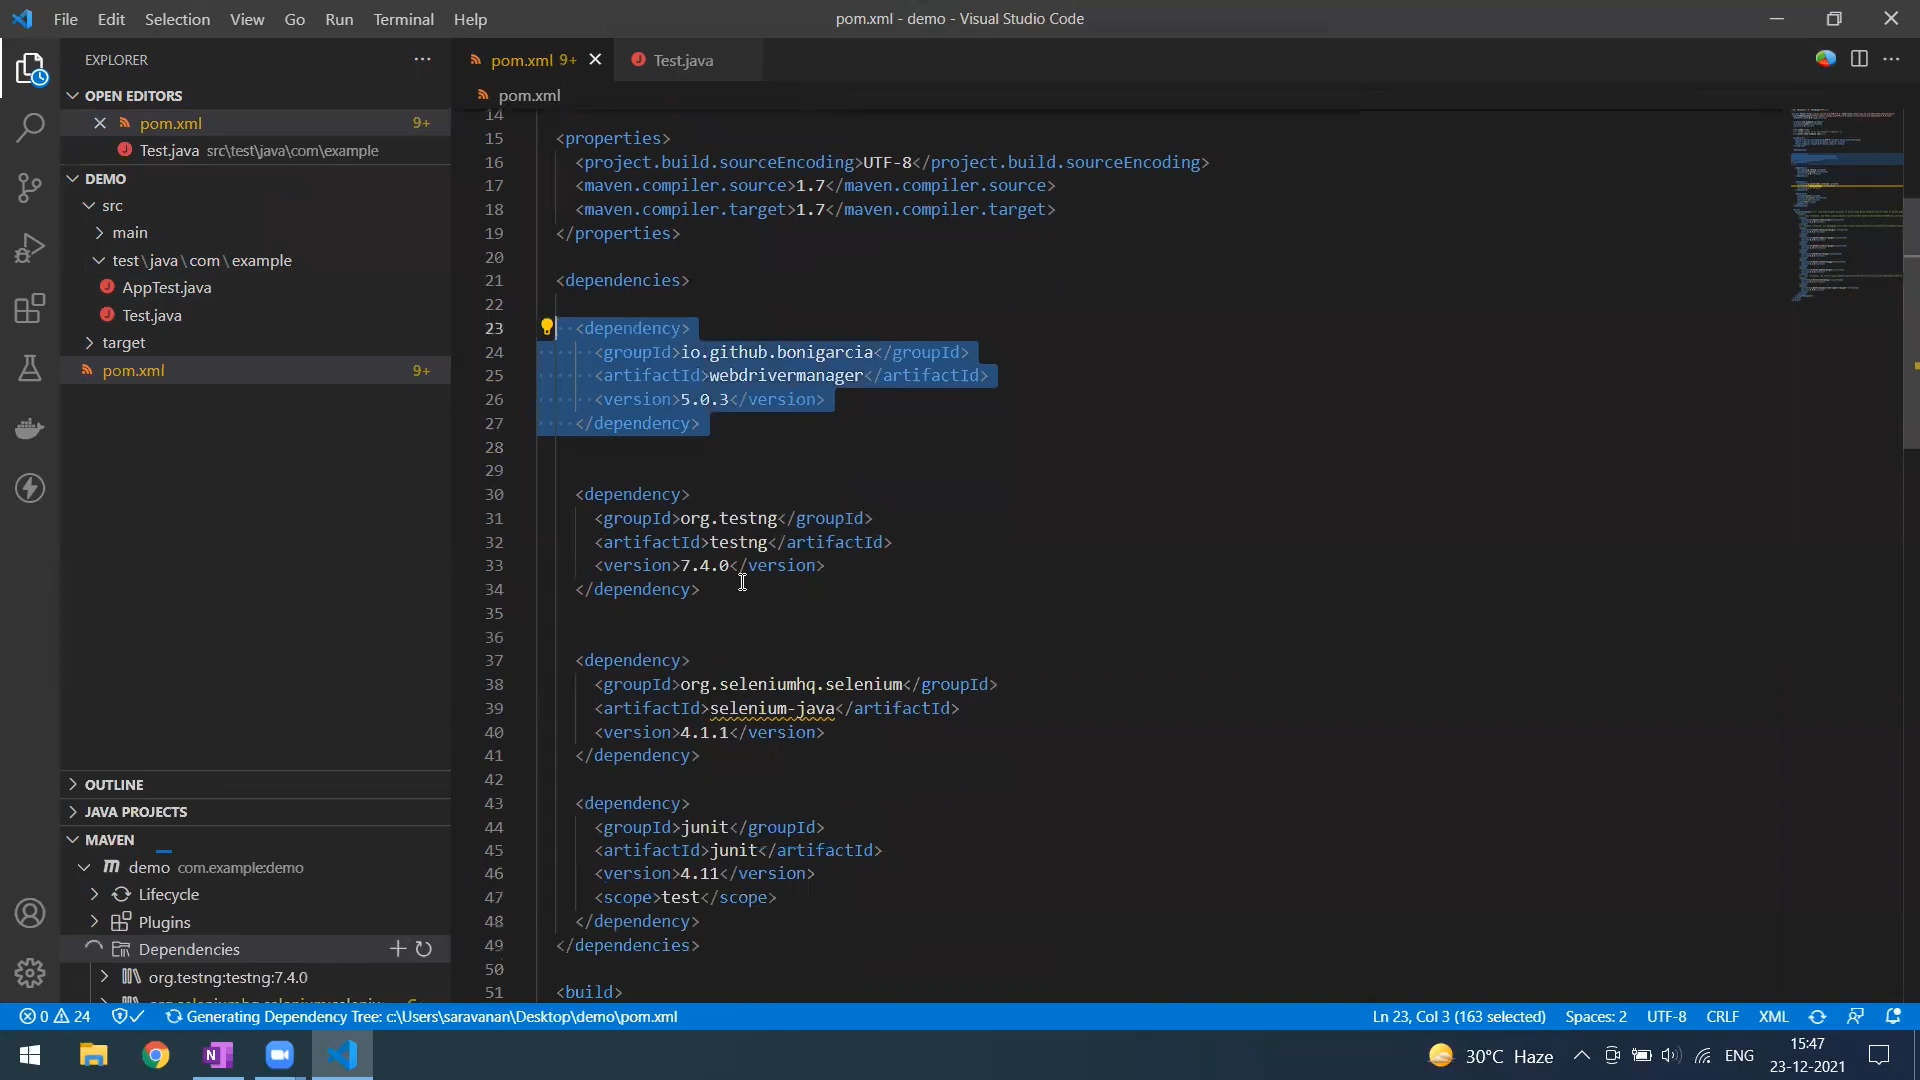 File Edit Selection View Go Run Terminal Help
pom.xml - demo - Visual Studio Code
EXPLORER
pom.xml 9+
Test.java
OPEN EDITORS
pom.xml
pom.xml 9+
Test.java src\test\java\com\example
DEMO
src
main
test\java\com\example
AppTest.java
Test.java
target
pom.xml 9+
OUTLINE
JAVA PROJECTS
MAVEN
demo com.example:demo
Lifecycle
Plugins
Dependencies
org.testng:testng:7.4.0
14
15 <properties>
16 <project.build.sourceEncoding>UTF-8</project.build.sourceEncoding>
17 <maven.compiler.source>1.7</maven.compiler.source>
18 <maven.compiler.target>1.7</maven.compiler.target>
19 </properties>
20
21 <dependencies>
22
23 <dependency>
24 <groupId>io.github.bonigarcia</groupId>
25 <artifactId>webdrivermanager</artifactId>
26 <version>5.0.3</version>
27 </dependency>
28
29
30 <dependency>
31 <groupId>org.testng</groupId>
32 <artifactId>testng</artifactId>
33 <version>7.4.0</version>
34 </dependency>
35
36
37 <dependency>
38 <groupId>org.seleniumhq.selenium</groupId>
39 <artifactId>selenium-java</artifactId>
40 <version>4.1.1</version>
41 </dependency>
42
43 <dependency>
44 <groupId>junit</groupId>
45 <artifactId>junit</artifactId>
46 <version>4.11</version>
47 <scope>test</scope>
48 </dependency>
49 </dependencies>
50
51 <build>
0 24 Generating Dependency Tree: c:\Users\saravanan\Desktop\demo\pom.xml
Ln 23, Col 3 (163 selected) Spaces: 2 UTF-8 CRLF XML
30°C Haze ENG
15:47
23-12-2021